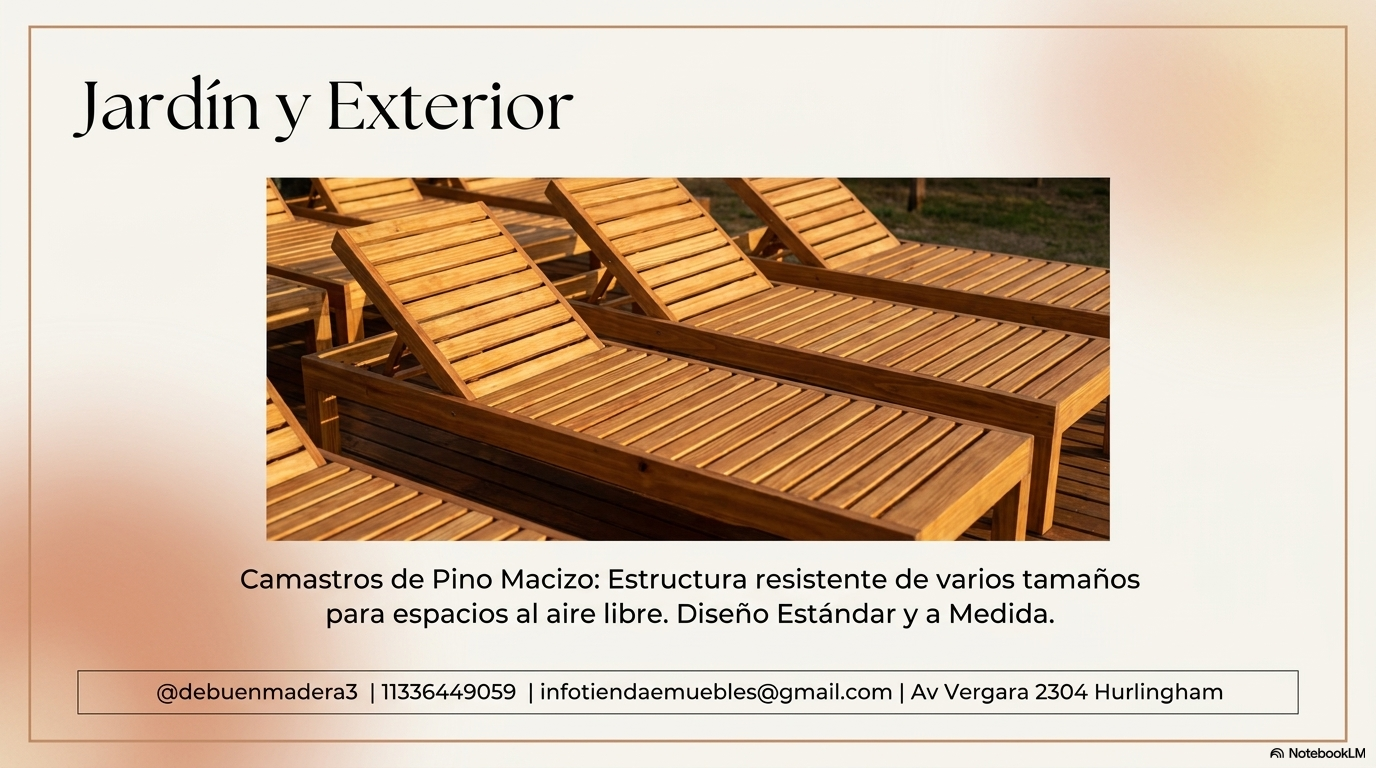 Jardín y Exterior
Camastros de Pino Macizo: Estructura resistente de varios tamaños
para espacios al aire libre. Diseño Estándar y a Medida.
@debuenmadera3 | 11336449059 | infotiendaemuebles@gmail.com | Av Vergara 2304 Hurlingham
NotebookLM